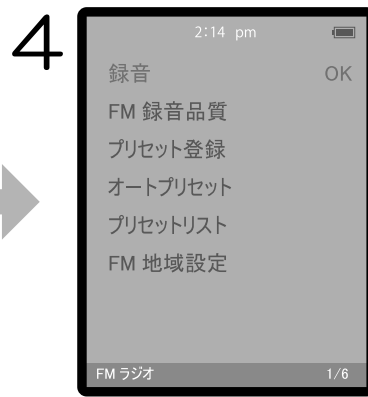 4
2:14 pm
録音 OK
FM 録音品質
プリセット登録
オートプリセット
プリセットリスト
FM 地域設定
FM ラジオ 1/6